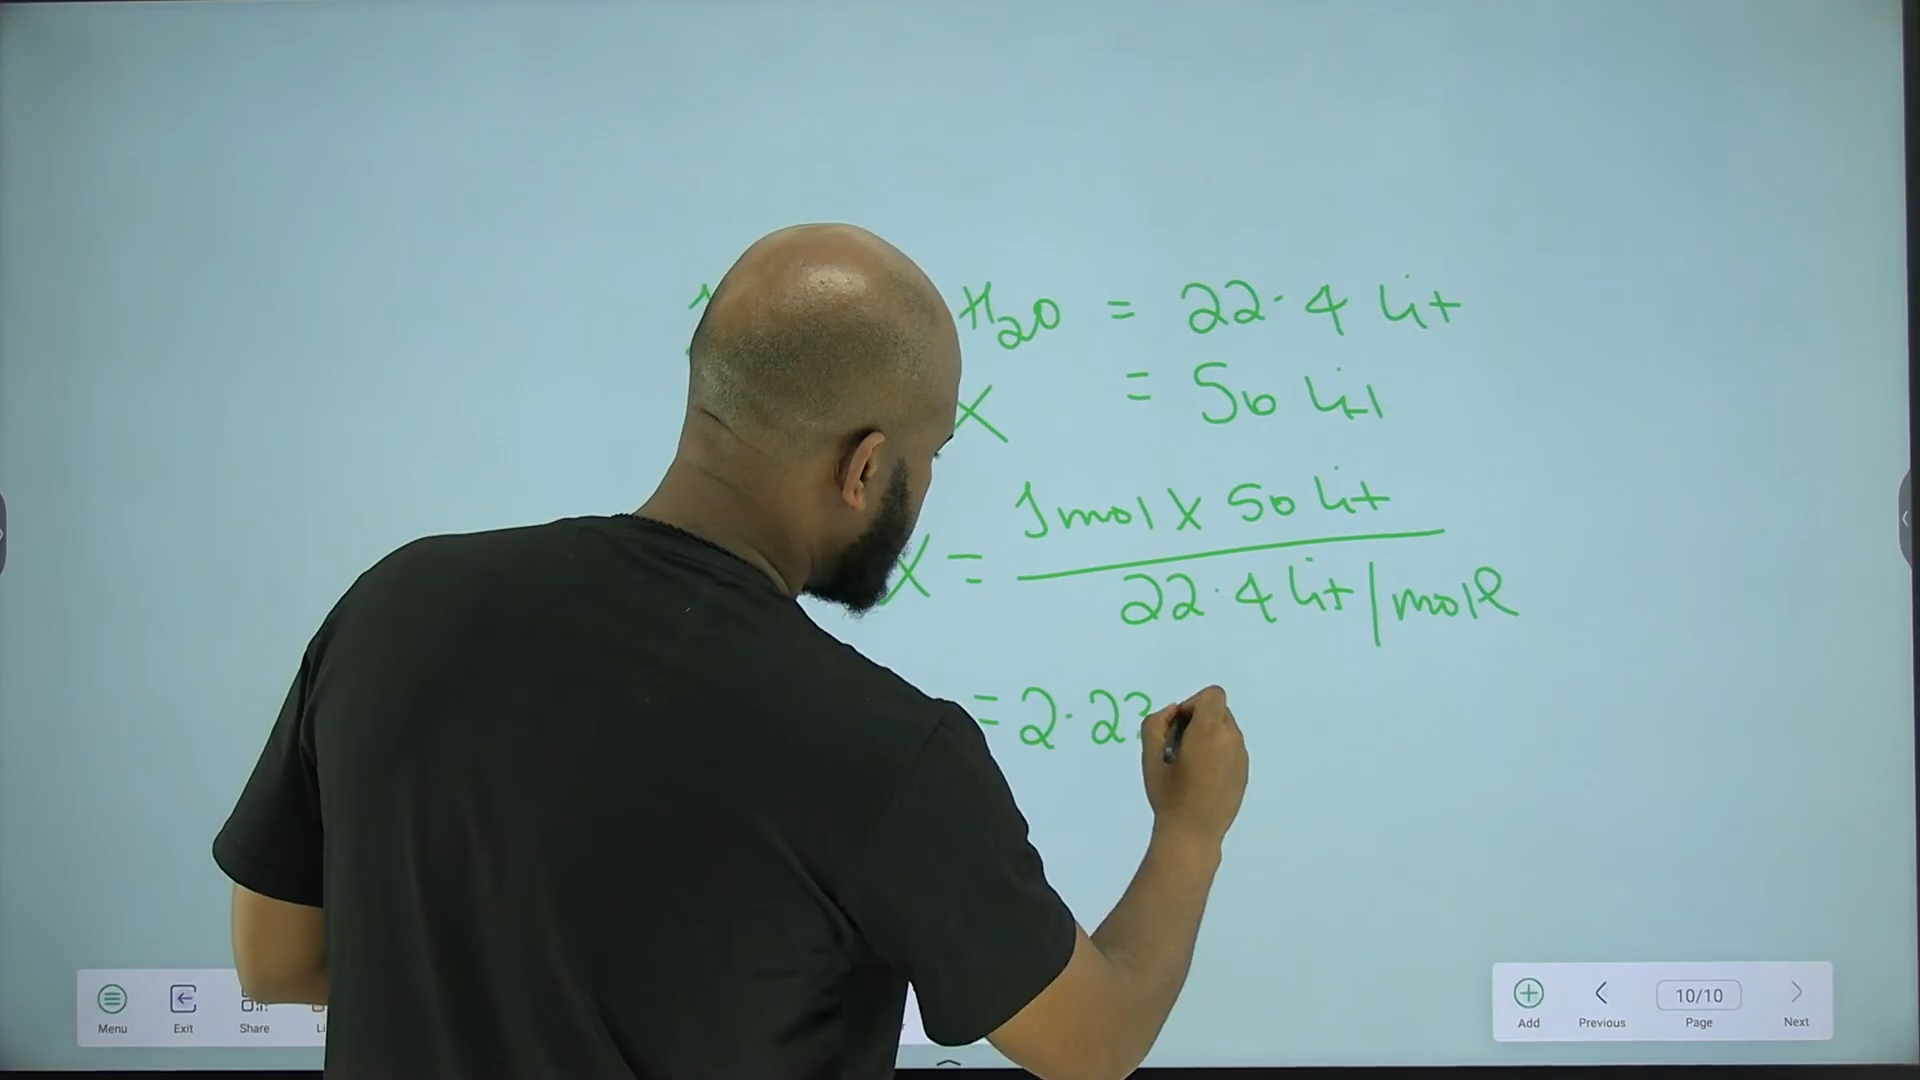 H2O = 22.4 Lit
X = 50 Lit
X = 1mol X 50 Lit
22.4 Lit/mole
= 2.23
Menu
Exit
Share
Add
Previous
10/10
Page
Next